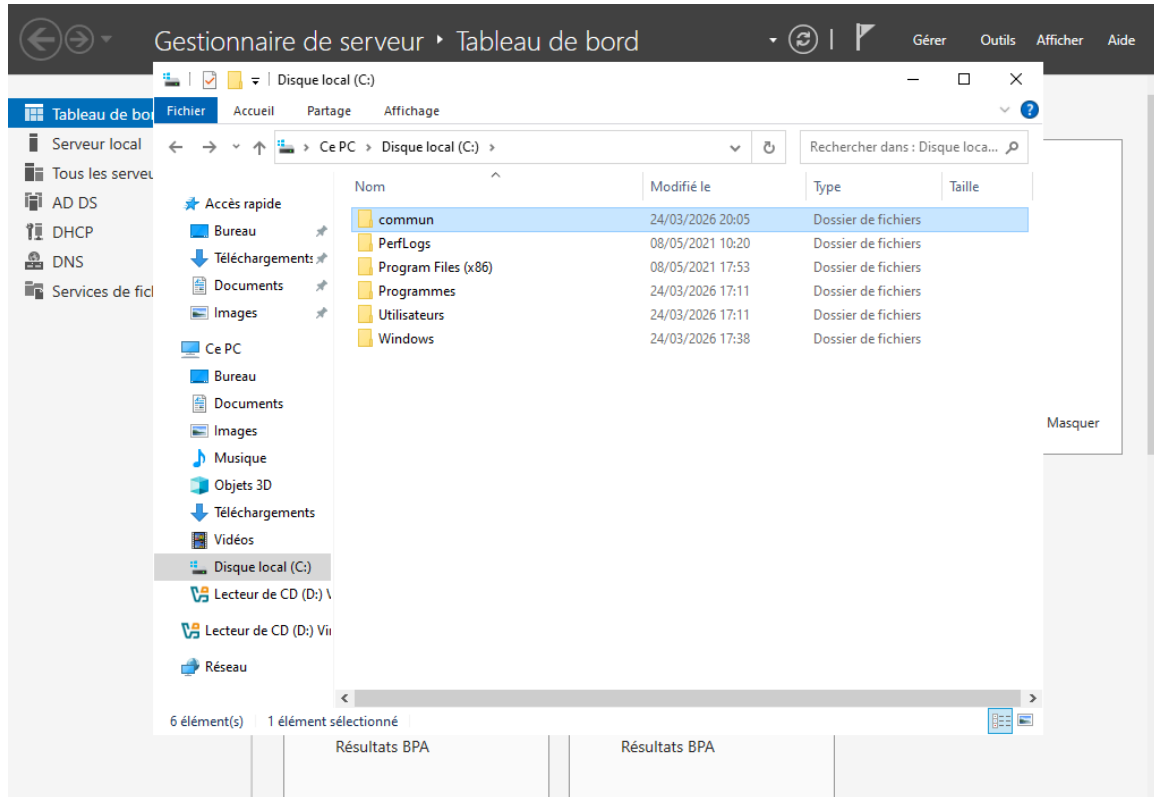 Gestionnaire de serveur ‣ Tableau de bord
Gérer Outils Afficher Aide
Disque local (C:)
Fichier Accueil Partage Affichage
Ce PC > Disque local (C:) >
Rechercher dans : Disque loca...
Tableau de bor
Serveur local
Tous les serveu
AD DS
DHCP
DNS
Services de fich
Accès rapide
Bureau
Téléchargements
Documents
Images
Ce PC
Bureau
Documents
Images
Musique
Objets 3D
Téléchargements
Vidéos
Disque local (C:)
Lecteur de CD (D:) V
Lecteur de CD (D:) Vir
Réseau
Nom Modifié le Type Taille
commun 24/03/2026 20:05 Dossier de fichiers
PerfLogs 08/05/2021 10:20 Dossier de fichiers
Program Files (x86) 08/05/2021 17:53 Dossier de fichiers
Programmes 24/03/2026 17:11 Dossier de fichiers
Utilisateurs 24/03/2026 17:11 Dossier de fichiers
Windows 24/03/2026 17:38 Dossier de fichiers
Masquer
6 élément(s) 1 élément sélectionné
Résultats BPA Résultats BPA